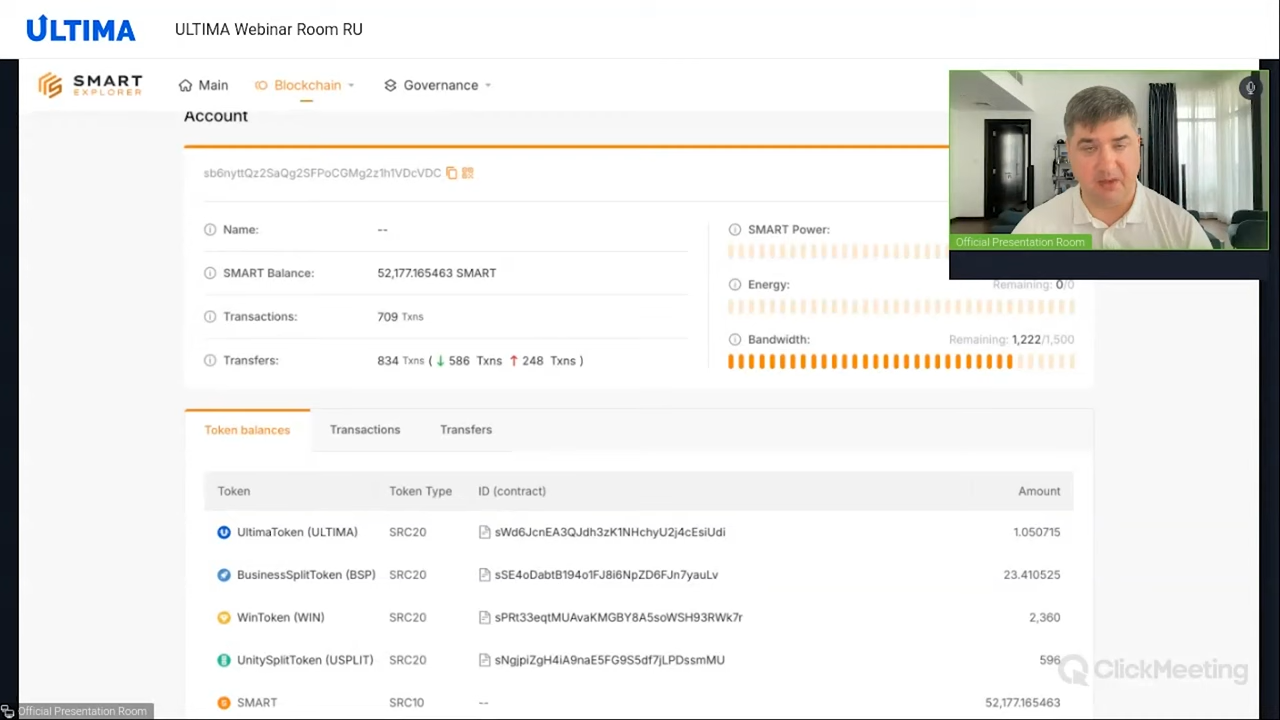 ULTIMA ULTIMA Webinar Room RU
SMART EXPLORER
Main Blockchain Governance
Account
sb6nyttQz2SaQg2SFPoCGMg2z1h1VDcVDC
Name: --
SMART Power:
SMART Balance: 52,177.165463 SMART
Official Presentation Room
Energy: Remaining: 0/0
Transactions: 709 Txns
Bandwidth: Remaining: 1,222/1,500
Transfers: 834 Txns ( ↓ 586 Txns ↑ 248 Txns )
Token balances Transactions Transfers
Token Token Type ID (contract) Amount
UltimaToken (ULTIMA) SRC20 sWd6JcnEA3QJdh3zK1NHchyU2j4cEsiUdi 1.050715
BusinessSplitToken (BSP) SRC20 sSE4oDabtB194o1FJ8i6NpZD6FJn7yauLv 23.410525
WinToken (WIN) SRC20 sPRt33eqtMUAvaKMGBY8A5soWSH93RWk7r 2,360
UnitySplitToken (USPLIT) SRC20 sNgjpiZgH4iA9naE5FG9S5df7jLPDssmMU 596
ClickMeeting
SMART SRC10 -- 52,177.165463
Official Presentation Room